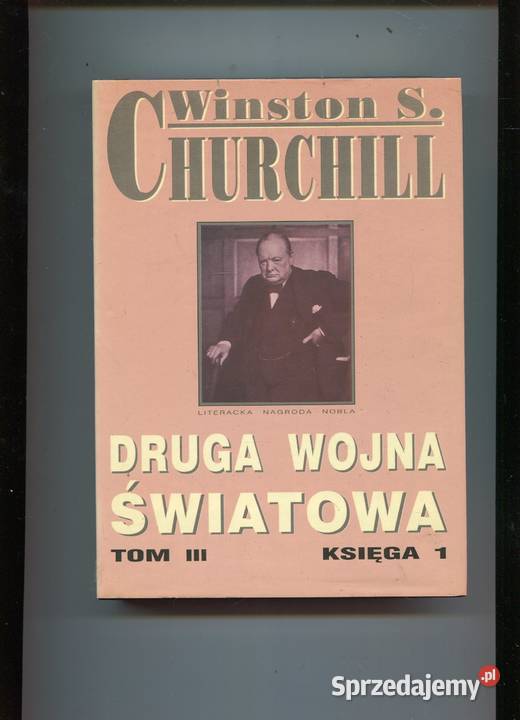 Winston S.
CHURCHILL
LITERACKA NAGRODA NOBLA
DRUGA WOJNA
ŚWIATOWA
TOM III KSIĘGA 1
Sprzedajemy.pl